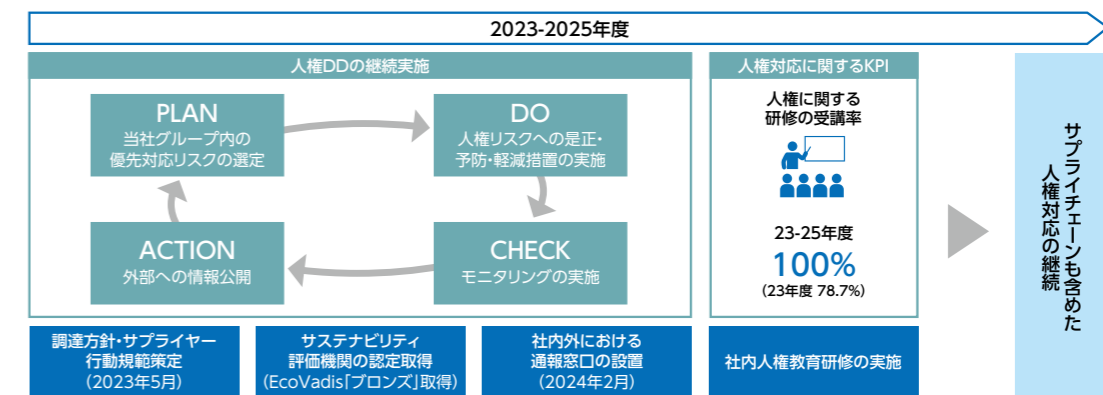 2023-2025年度
人権DDの継続実施
PLAN
当社グループ内の
優先対応リスクの選定
DO
人権リスクへの是正・
予防・軽減措置の実施
ACTION
外部への情報公開
CHECK
モニタリングの実施
調達方針・サプライヤー
行動規範策定
(2023年5月)
サステナビリティ
評価機関の認定取得
(EcoVadis「ブロンズ」取得)
社内外における
通報窓口の設置
(2024年2月)
人権対応に関するKPI
人権に関する
研修の受講率
23-25年度
100%
(23年度 78.7%)
社内人権教育研修の実施
サプライチェーンも含めた
人権対応の継続